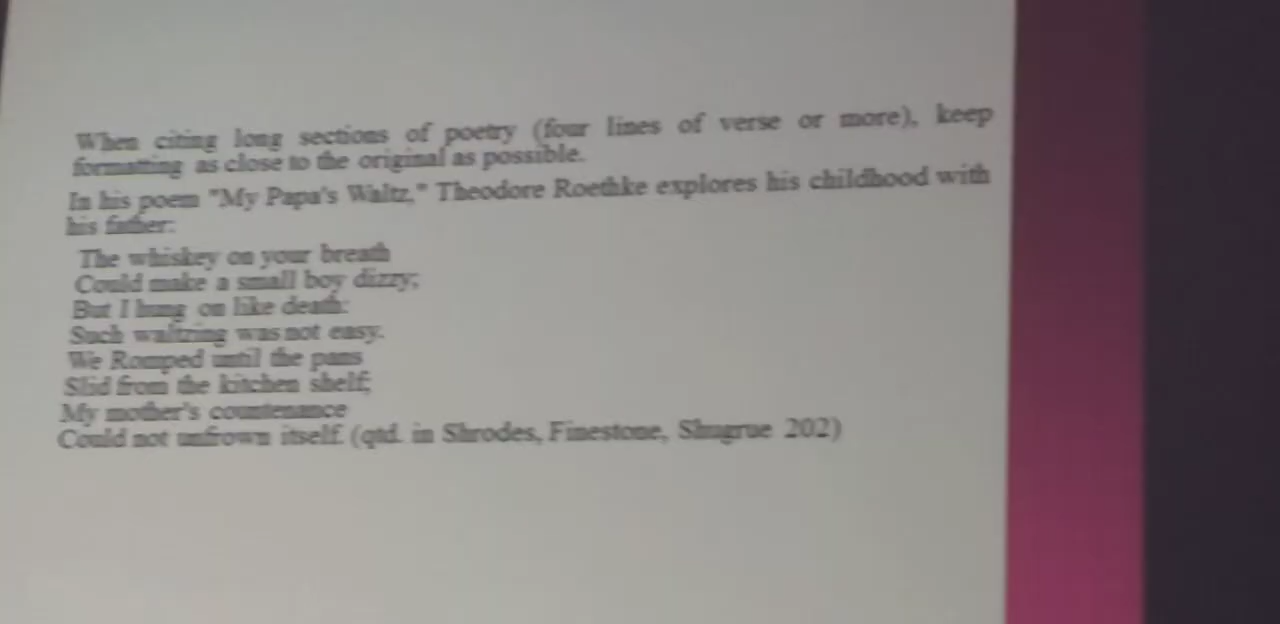 When citing long sections of poetry (four lines of verse or more), keep
formatting as close to the original as possible.
In his poem "My Papa's Waltz," Theodore Roethke explores his childhood with
his father:
The whiskey on your breath
Could make a small boy dizzy;
But I hung on like death:
Such waltzing was not easy.
We Romped until the pans
Slid from the kitchen shelf;
My mother's countenance
Could not unfrown itself. (qtd. in Shrodes, Finestone, Shugrue 202)